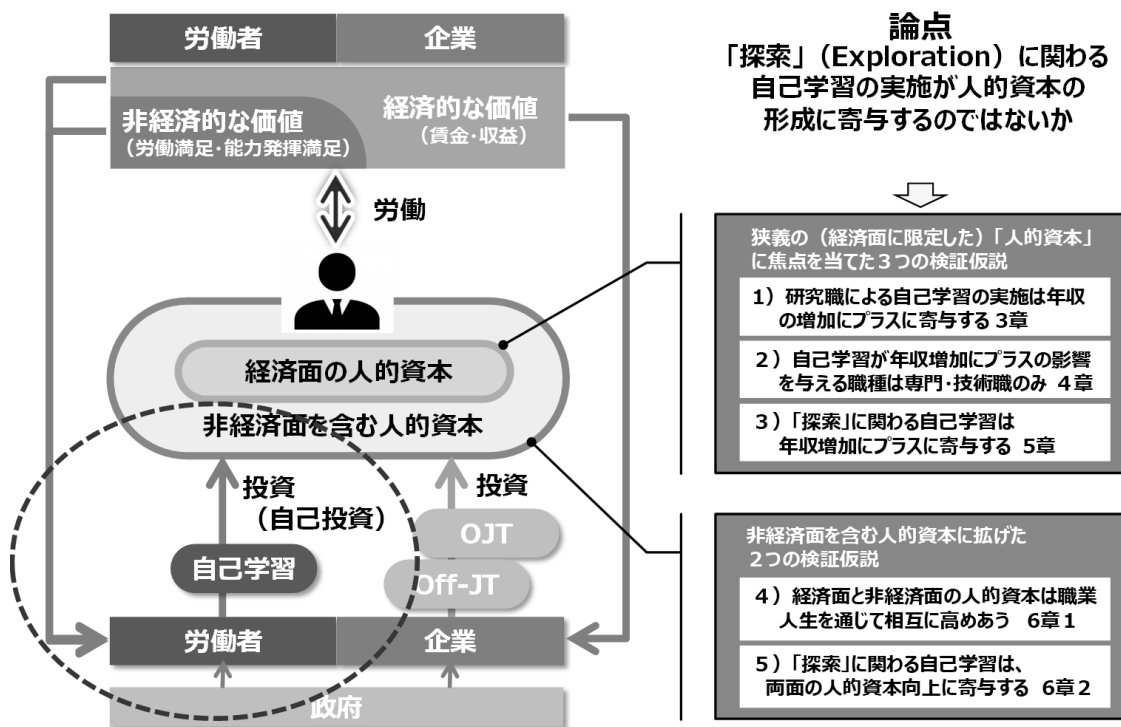 労働者
企業
非経済的な価値
(労働満足・能力発揮満足)
経済的な価値
(賃金・収益)
労働
経済面の人的資本
非経済面を含む人的資本
投資
(自己投資)
自己学習
投資
OJT
Off-JT
労働者
企業
政府
論点
「探索」(Exploration)に関わる
自己学習の実施が人的資本の
形成に寄与するのではないか
狭義の(経済面に限定した)「人的資本」
に焦点を当てた3つの検証仮説
1)研究職による自己学習の実施は年収
の増加にプラスに寄与する 3章
2)自己学習が年収増加にプラスの影響
を与える職種は専門・技術職のみ 4章
3)「探索」に関わる自己学習は
年収増加にプラスに寄与する 5章
非経済面を含む人的資本に拡げた
2つの検証仮説
4)経済面と非経済面の人的資本は職業
人生を通じて相互に高めあう 6章1
5)「探索」に関わる自己学習は、
両面の人的資本向上に寄与する 6章2